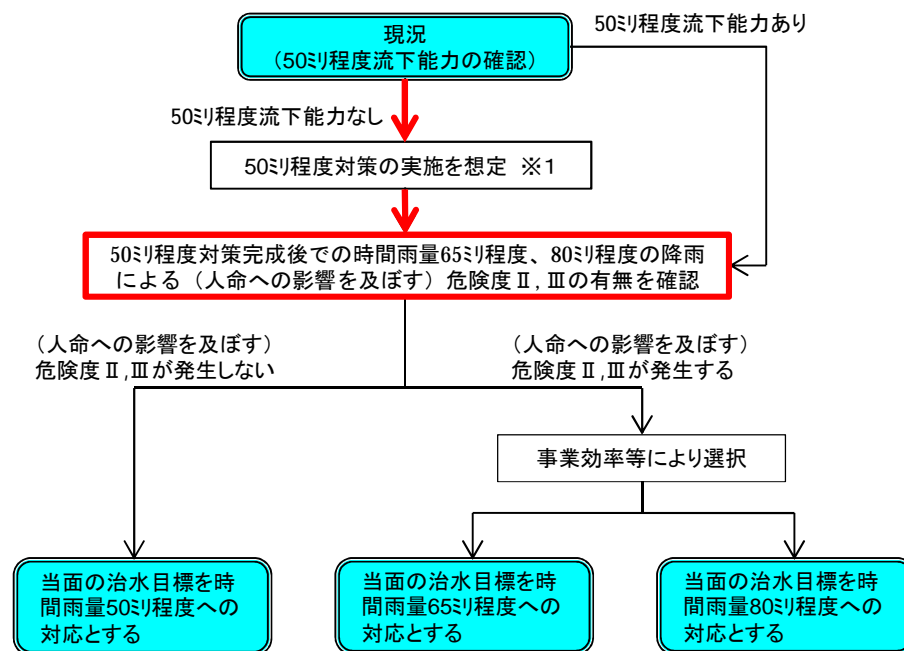 現況
(50ミリ程度流下能力の確認)
50ミリ程度流下能力あり
50ミリ程度流下能力なし
50ミリ程度対策の実施を想定 ※1
50ミリ程度対策完成後での時間雨量65ミリ程度、80ミリ程度の降雨
による(人命への影響を及ぼす)危険度Ⅱ,Ⅲの有無を確認
(人命への影響を及ぼす)
危険度Ⅱ,Ⅲが発生しない
(人命への影響を及ぼす)
危険度Ⅱ,Ⅲが発生する
事業効率等により選択
当面の治水目標を時
間雨量50ミリ程度への
対応とする
当面の治水目標を時
間雨量65ミリ程度への
対応とする
当面の治水目標を時
間雨量80ミリ程度への
対応とする